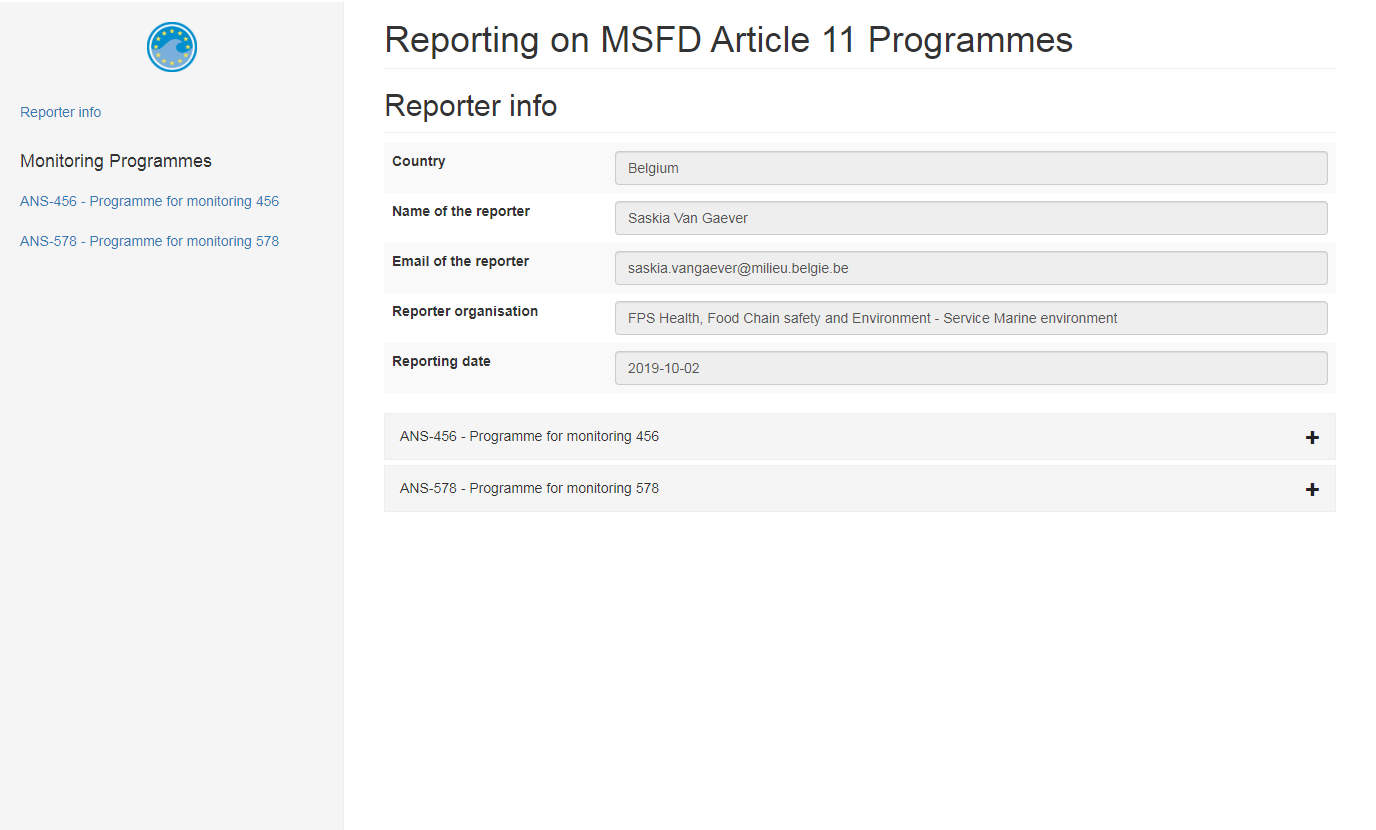 Reporter info
Monitoring Programmes
ANS-456 - Programme for monitoring 456
ANS-578 - Programme for monitoring 578
Reporting on MSFD Article 11 Programmes
Reporter info
Country Belgium
Name of the reporter Saskia Van Gaever
Email of the reporter saskia.vangaever@milieu.belgie.be
Reporter organisation FPS Health, Food Chain safety and Environment - Service Marine environment
Reporting date 2019-10-02
ANS-456 - Programme for monitoring 456
ANS-578 - Programme for monitoring 578